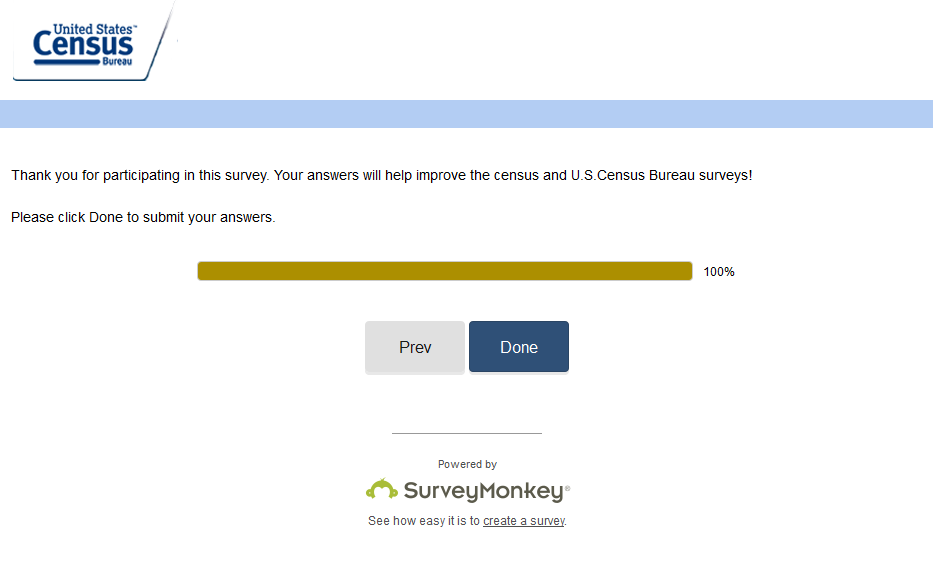 United States™
Census
Bureau
Thank you for participating in this survey. Your answers will help improve the census and U.S.Census Bureau surveys!
Please click Done to submit your answers.
100%
Prev Done
Powered by
SurveyMonkey®
See how easy it is to create a survey.